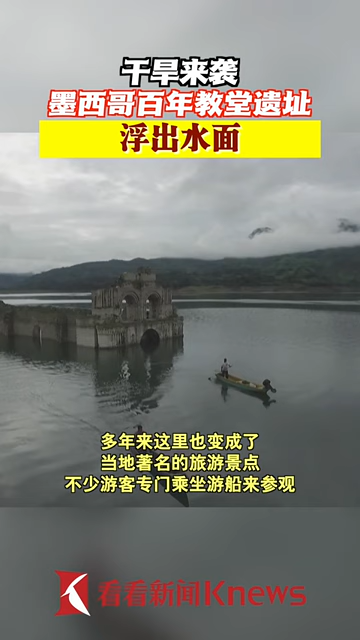 干旱来袭
墨西哥百年教堂遗址
浮出水面
多年来这里也变成了
当地著名的旅游景点
不少游客专门乘坐游船来参观
看看新闻Knews